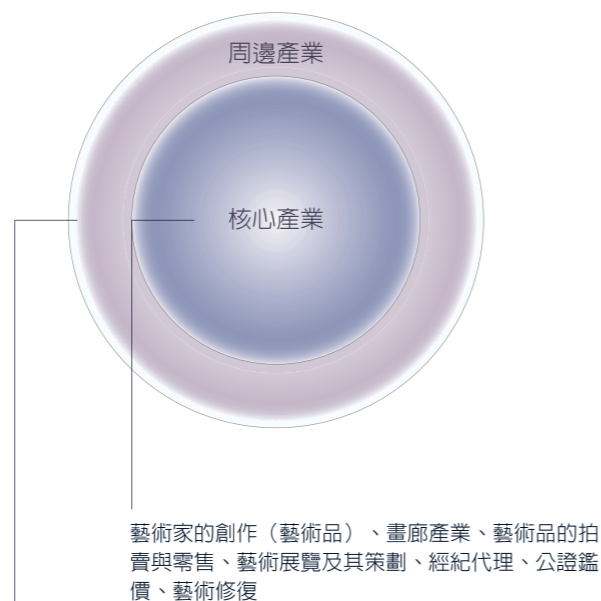 周邊產業
核心產業
藝術家的創作（藝術品）、畫廊產業、藝術品的拍
賣與零售、藝術展覽及其策劃、經紀代理、公證鑑
價、藝術修復